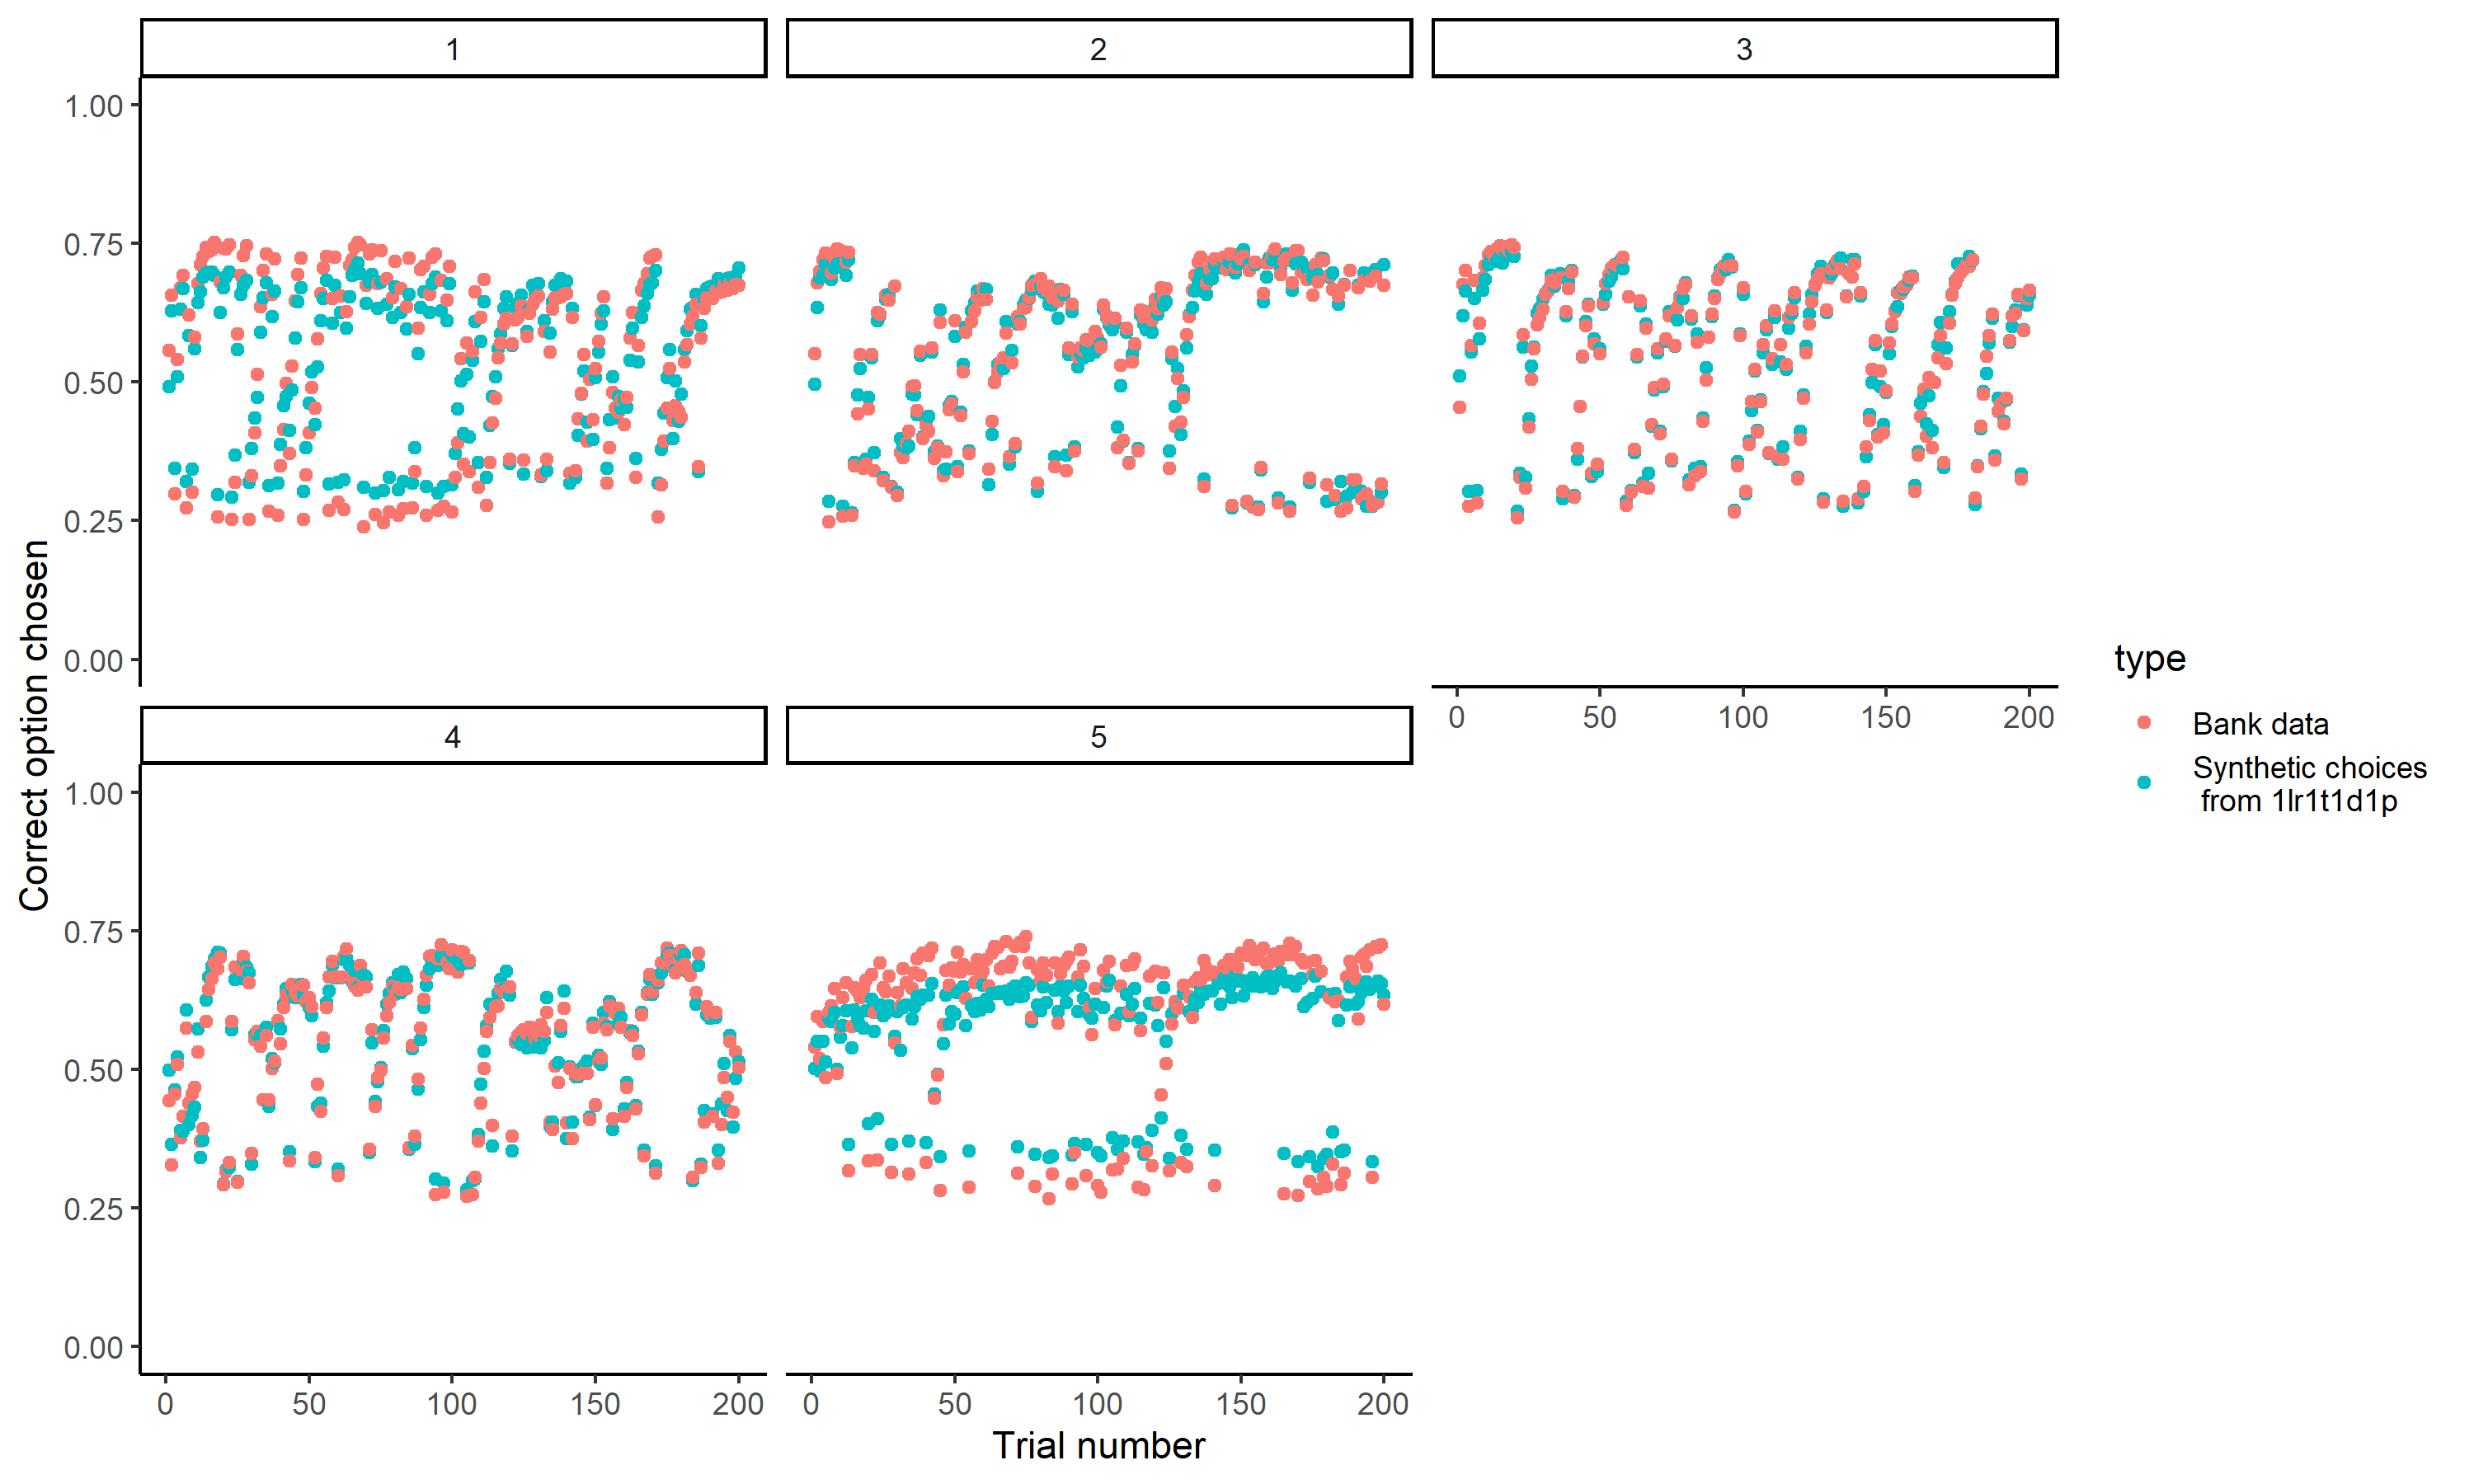 1
2
3
1.00
0.75
0.50
0.25
0.00
0 50 100 150 200
4
5
1.00
0.75
0.50
0.25
0.00
0 50 100 150 200
0 50 100 150 200
Correct option chosen
Trial number
type
Bank data
Synthetic choices
from 1lr1t1d1p